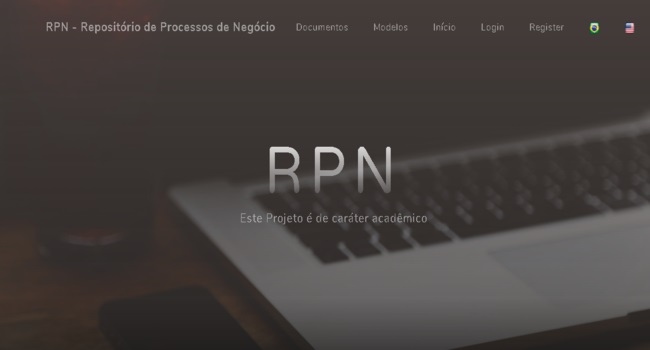 RPN - Repositório de Processos de Negócio Documentos Modelos Início Login Register
RPN
Este Projeto é de caráter acadêmico